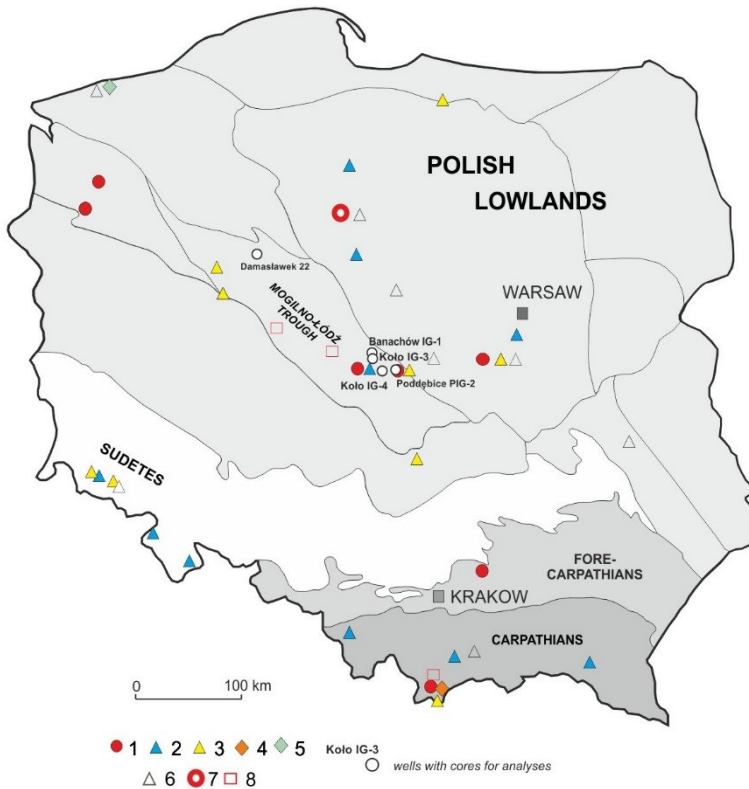 POLISH
LOWLANDS
Damasławek 22
WARSAW
MOGILNO-ŁÓDŹ
TROUGH
Banachów IG-1
Koło IG-3
Koło IG-4
Poddębice PIG-2
SUDETES
FORE-
CARPATHIANS
KRAKOW
CARPATHIANS
0 100 km
1 2 3 4 5 Koło IG-3
6 7 8 wells with cores for analyses